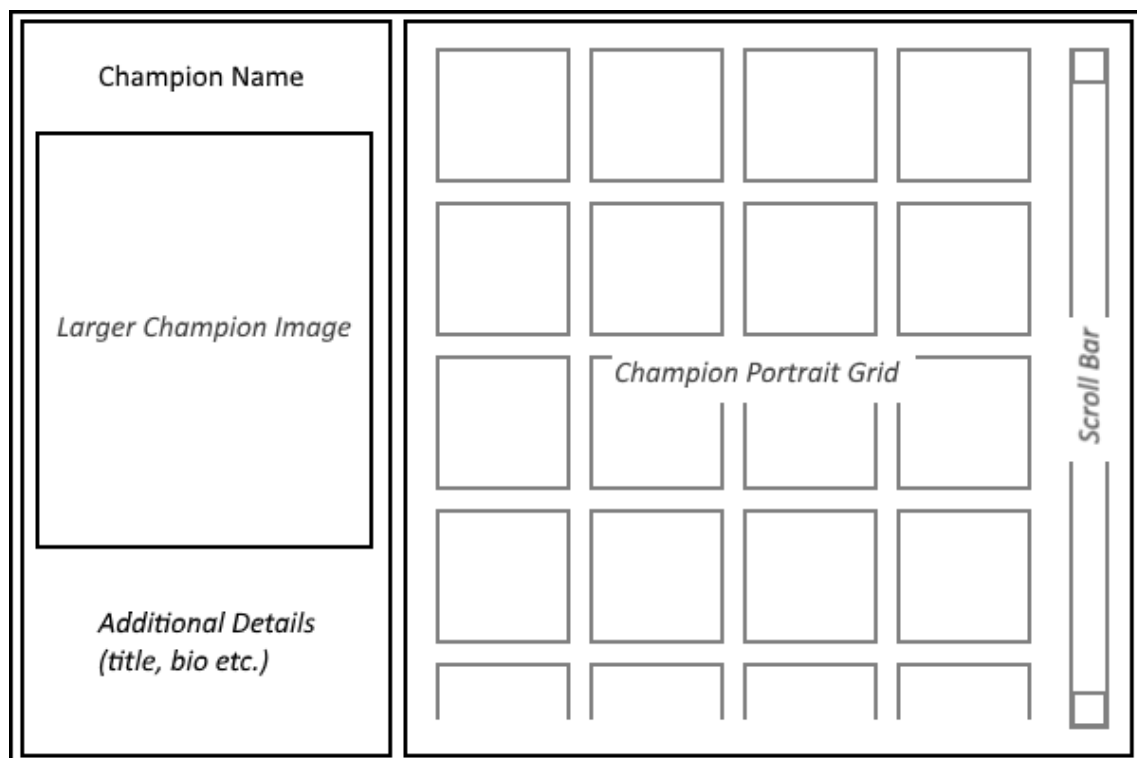 Champion Name
Larger Champion Image
Additional Details
(title, bio etc.)
Champion Portrait Grid
Scroll Bar